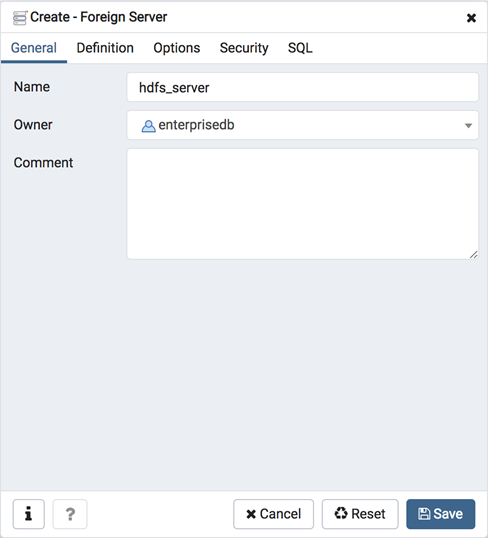 Create - Foreign Server
General Definition Options Security SQL
Name hdfs_server
Owner enterprisedb
Comment
i ? Cancel Reset Save